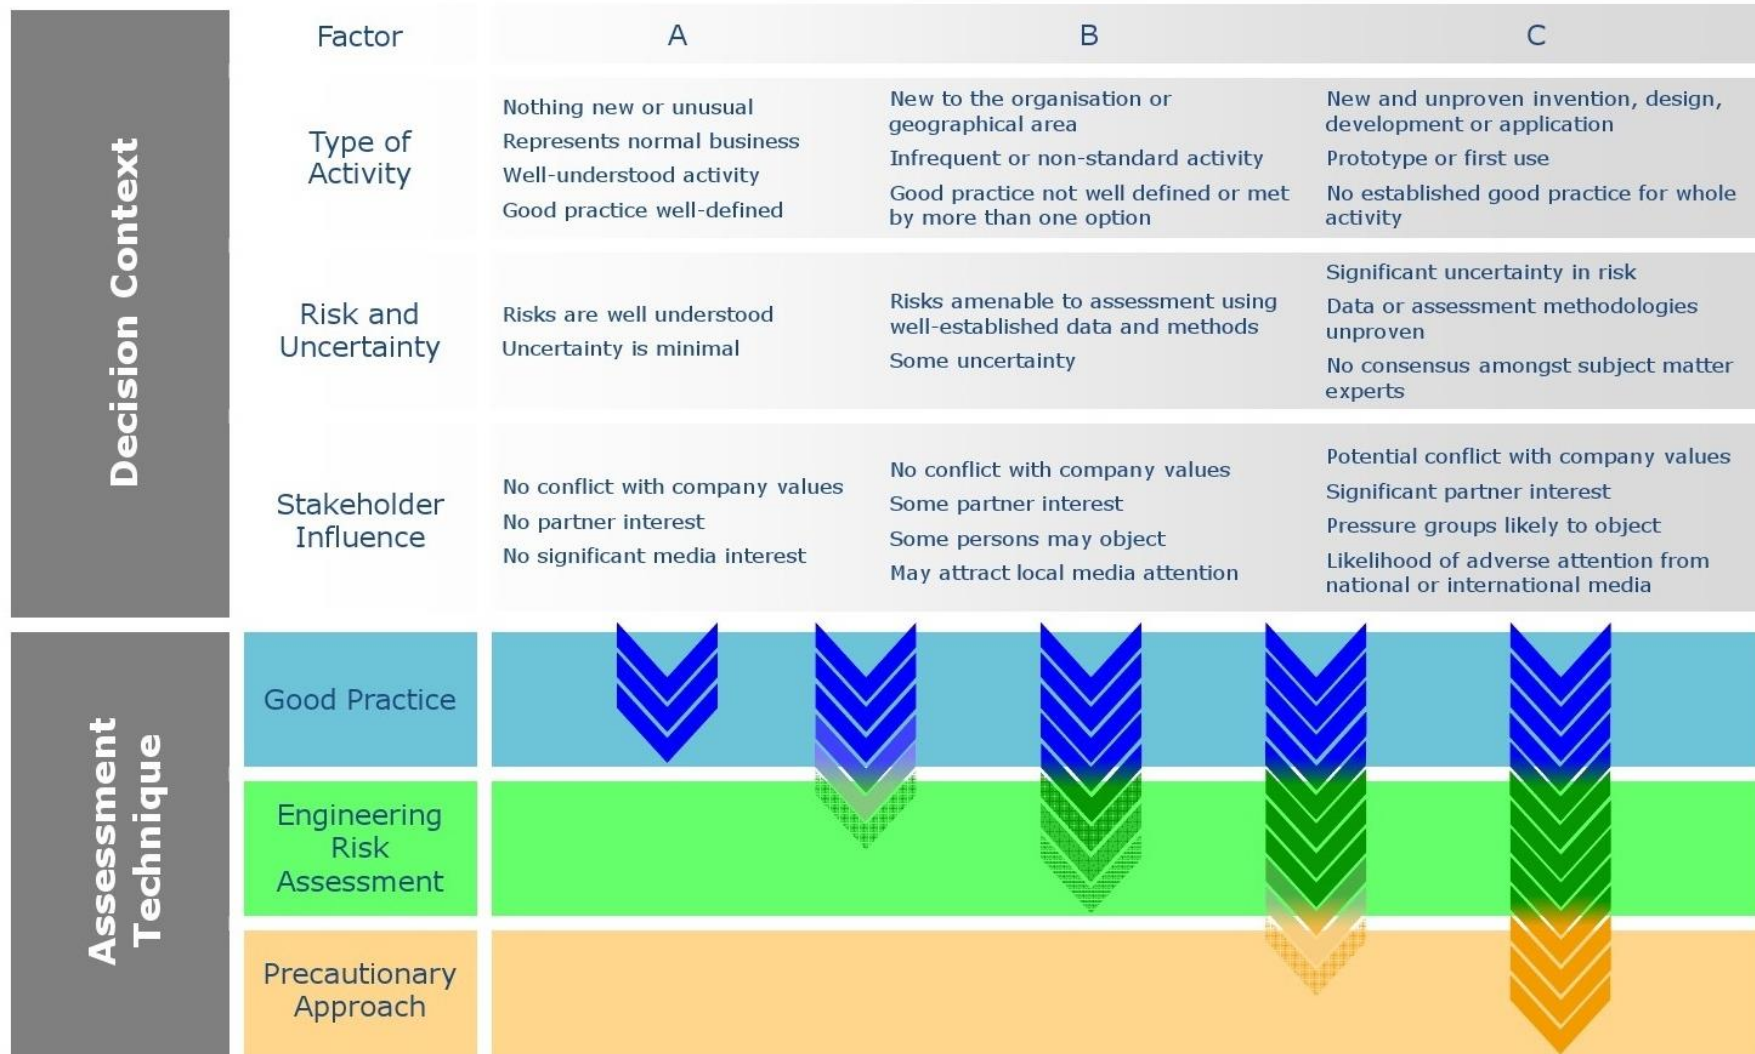 Decision Context
Factor
A
B
C
Type of
Activity
Nothing new or unusual
Represents normal business
Well-understood activity
Good practice well-defined
New to the organisation or
geographical area
Infrequent or non-standard activity
Good practice not well defined or met
by more than one option
New and unproven invention, design,
development or application
Prototype or first use
No established good practice for whole
activity
Risk and
Uncertainty
Risks are well understood
Uncertainty is minimal
Risks amenable to assessment using
well-established data and methods
Some uncertainty
Significant uncertainty in risk
Data or assessment methodologies
unproven
No consensus amongst subject matter
experts
Stakeholder
Influence
No conflict with company values
No partner interest
No significant media interest
No conflict with company values
Some partner interest
Some persons may object
May attract local media attention
Potential conflict with company values
Significant partner interest
Pressure groups likely to object
Likelihood of adverse attention from
national or international media
Assessment
Technique
Good Practice
Engineering
Risk
Assessment
Precautionary
Approach